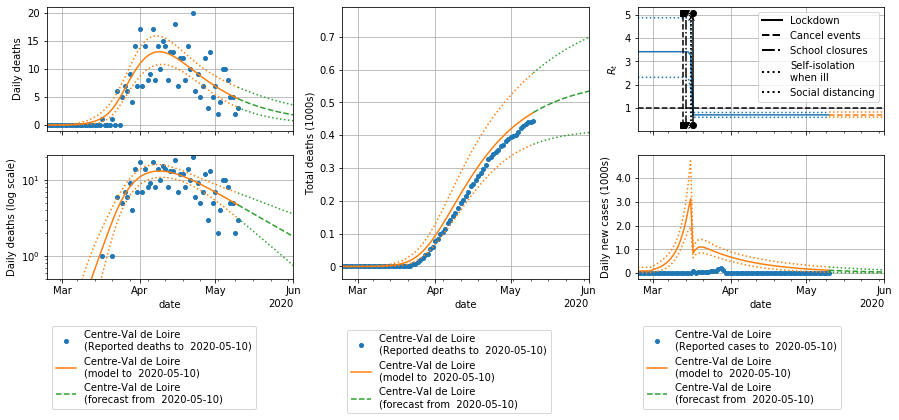 Daily deaths
20
15
10
5
0
Daily deaths (log scale)
10¹
10⁰
Mar
Apr
May
Jun
date
2020
Centre-Val de Loire
(Reported deaths to 2020-05-10)
Centre-Val de Loire
(model to 2020-05-10)
Centre-Val de Loire
(forecast from 2020-05-10)
Total deaths (1000s)
0.7
0.6
0.5
0.4
0.3
0.2
0.1
0
Mar
Apr
May
Jun
date
2020
Centre-Val de Loire
(Reported deaths to 2020-05-10)
Centre-Val de Loire
(model to 2020-05-10)
Centre-Val de Loire
(forecast from 2020-05-10)
Rₜ
5
4
3
2
1
Lockdown
Cancel events
School closures
Self-isolation
when ill
Social distancing
Daily new cases (1000s)
4.0
3.0
2.0
1.0
0
Mar
Apr
May
Jun
date
2020
Centre-Val de Loire
(Reported cases to 2020-05-10)
Centre-Val de Loire
(model to 2020-05-10)
Centre-Val de Loire
(forecast from 2020-05-10)